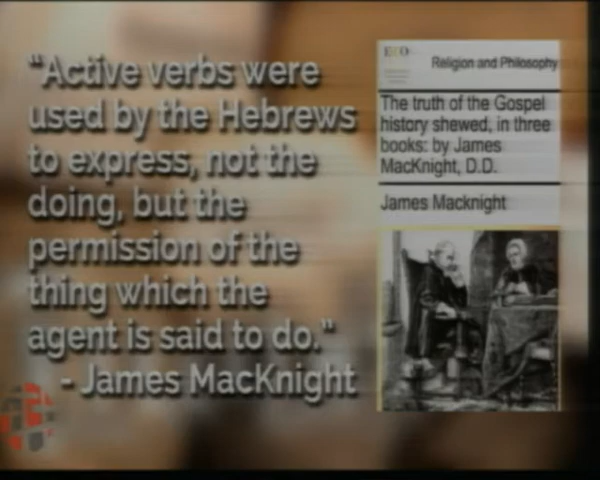 “Active verbs were
used by the Hebrews
to express, not the
doing, but the
permission of the
thing which the
agent is said to do.”
- James MacKnight
Religion and Philosophy
The truth of the Gospel
history shewed, in three
books: by James
MacKnight, D.D.
James Macknight